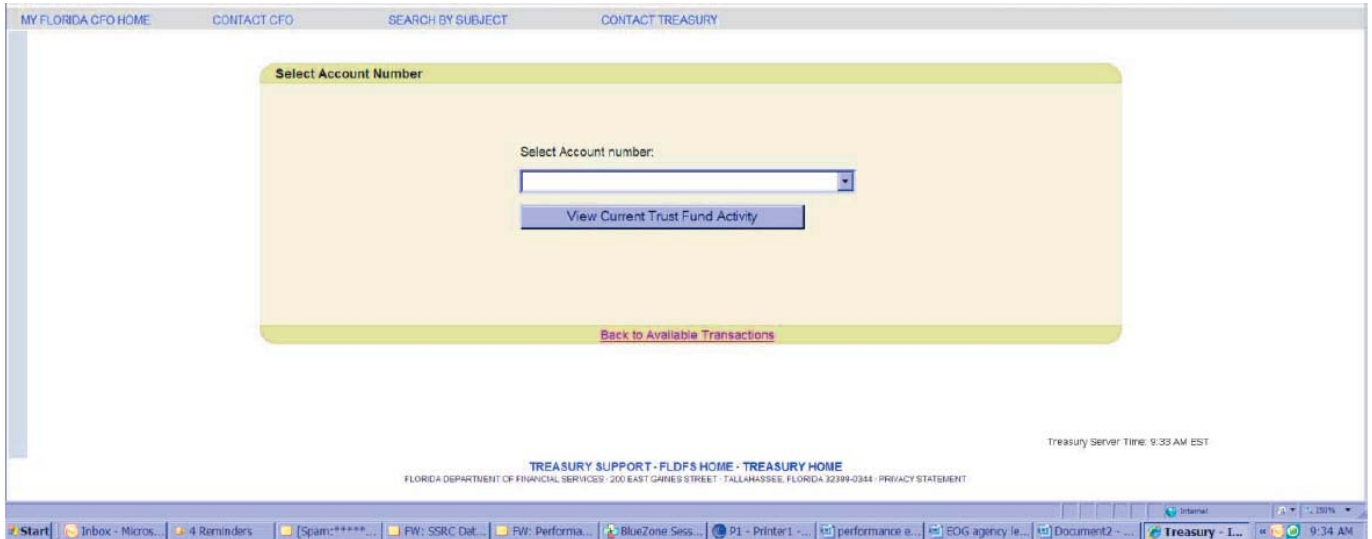 MY FLORIDA CFO HOME CONTACT CFO SEARCH BY SUBJECT CONTACT TREASURY
Select Account Number
Select Account number:
View Current Trust Fund Activity
Back to Available Transactions
Treasury Server Time: 9:33 AM EST
TREASURY SUPPORT - FLDFS HOME - TREASURY HOME
FLORIDA DEPARTMENT OF FINANCIAL SERVICES · 200 EAST GAINES STREET · TALLAHASSEE, FLORIDA 32399-0344 · PRIVACY STATEMENT
Internet 150%
Start Inbox - Micros... 4 Reminders [Spam:*****... FW: SSRC Dat... FW: Performa... BlueZone Sess... P1 - Printer1 -... performance e... EOG agency le... Document2 - ... Treasury - I... 9:34 AM